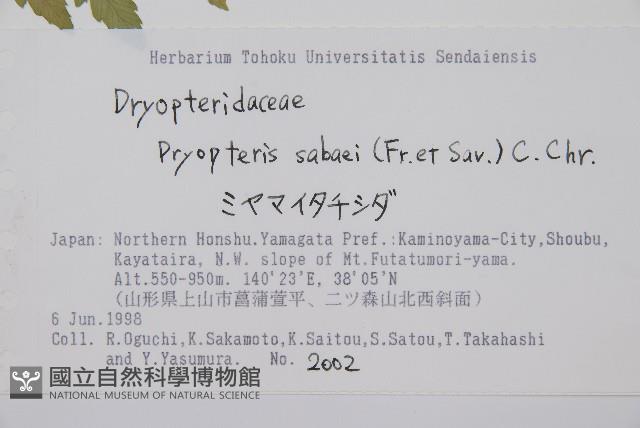 Herbarium Tohoku Universitatis Sendaiensis
Dryopteridaceae
Dryopteris sabaei (Fr. et Sav.) C. Chr.
ミヤマイタチシダ
Japan: Northern Honshu.Yamagata Pref.:Kaminoyama-City,Shoubu,
Kayataira, N.W. slope of Mt.Futatumori-yama.
Alt.550-950m. 140°23'E, 38°05'N
(山形県上山市菖蒲萱平、二ツ森山北西斜面)
6 Jun.1998
Coll. R.Oguchi,K.Sakamoto,K.Saitou,S.Satou,T.Takahashi
and Y.Yasumura. No. 2002
國立自然科學博物館
NATIONAL MUSEUM OF NATURAL SCIENCE